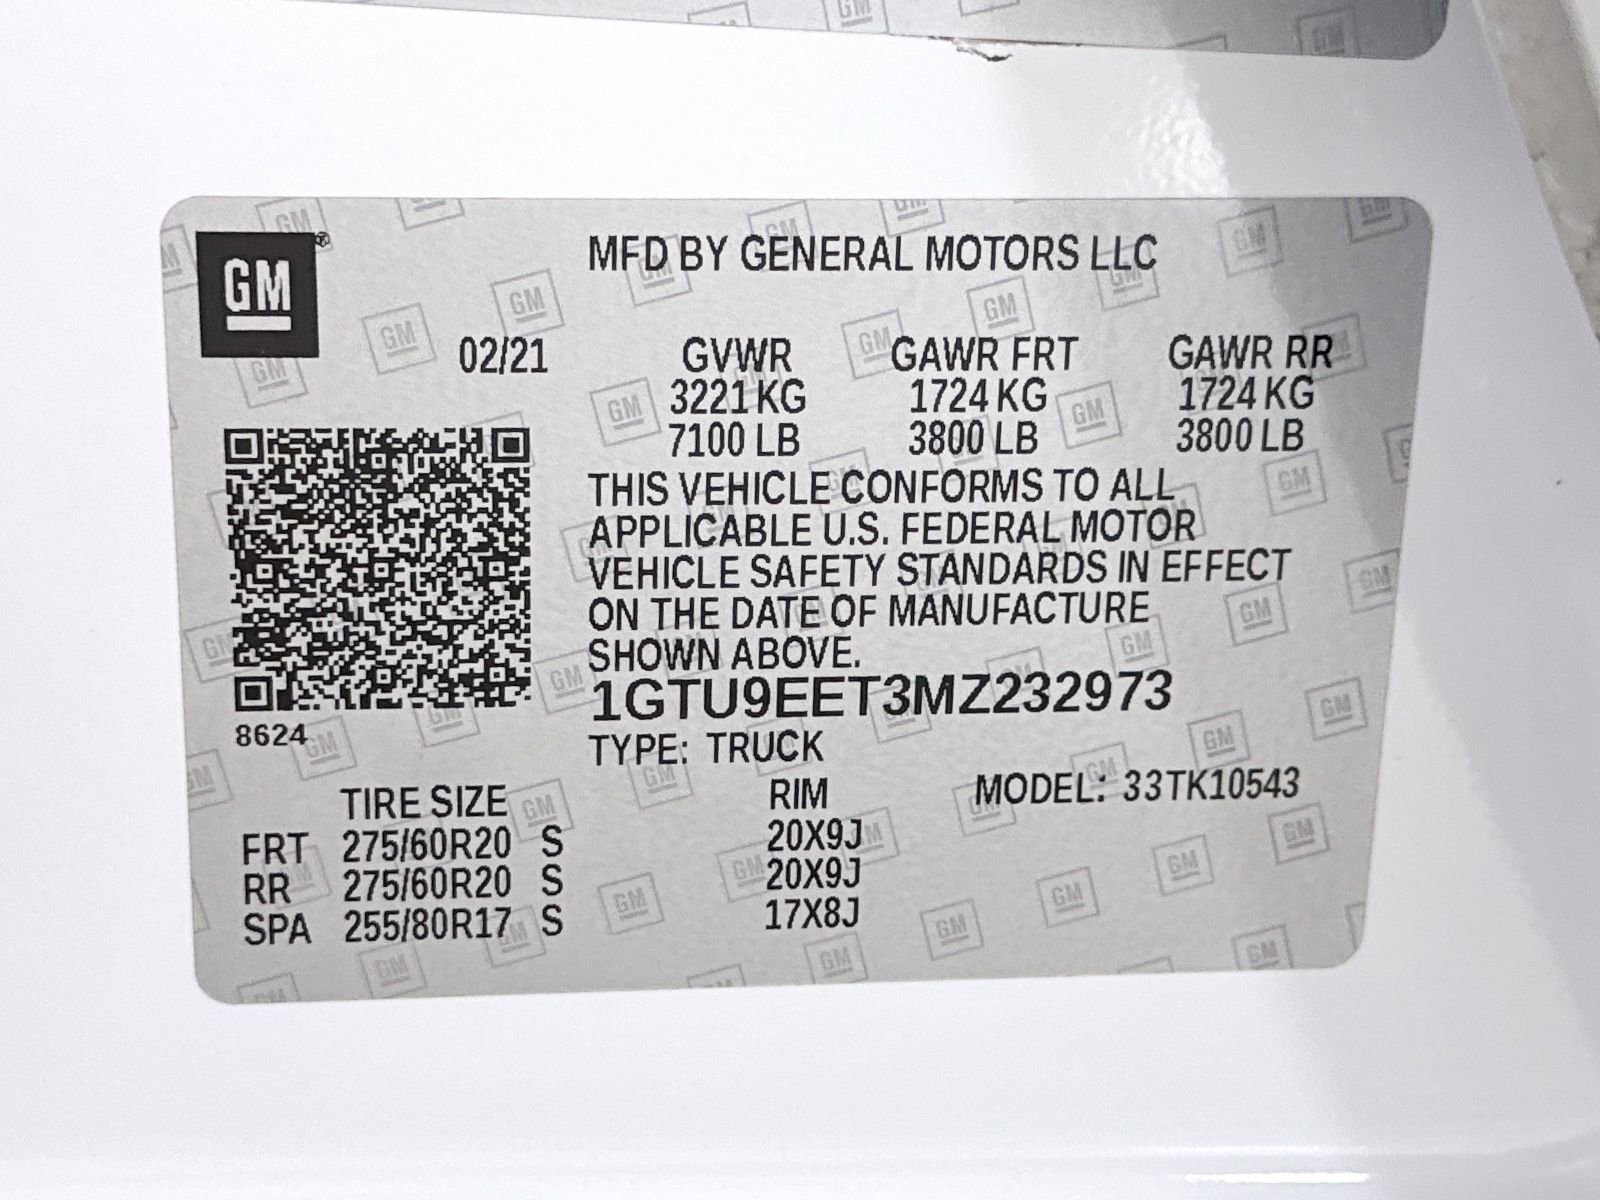 GM
MFD BY GENERAL MOTORS LLC
02/21 GVWR GAWR FRT GAWR RR
3221 KG 1724 KG 1724 KG
7100 LB 3800 LB 3800 LB
THIS VEHICLE CONFORMS TO ALL
APPLICABLE U.S. FEDERAL MOTOR
VEHICLE SAFETY STANDARDS IN EFFECT
ON THE DATE OF MANUFACTURE
SHOWN ABOVE.
1GTU9EET3MZ232973
8624
TYPE: TRUCK
TIRE SIZE RIM MODEL: 33TK10543
FRT 275/60R20 S 20X9J
RR 275/60R20 S 20X9J
SPA 255/80R17 S 17X8J